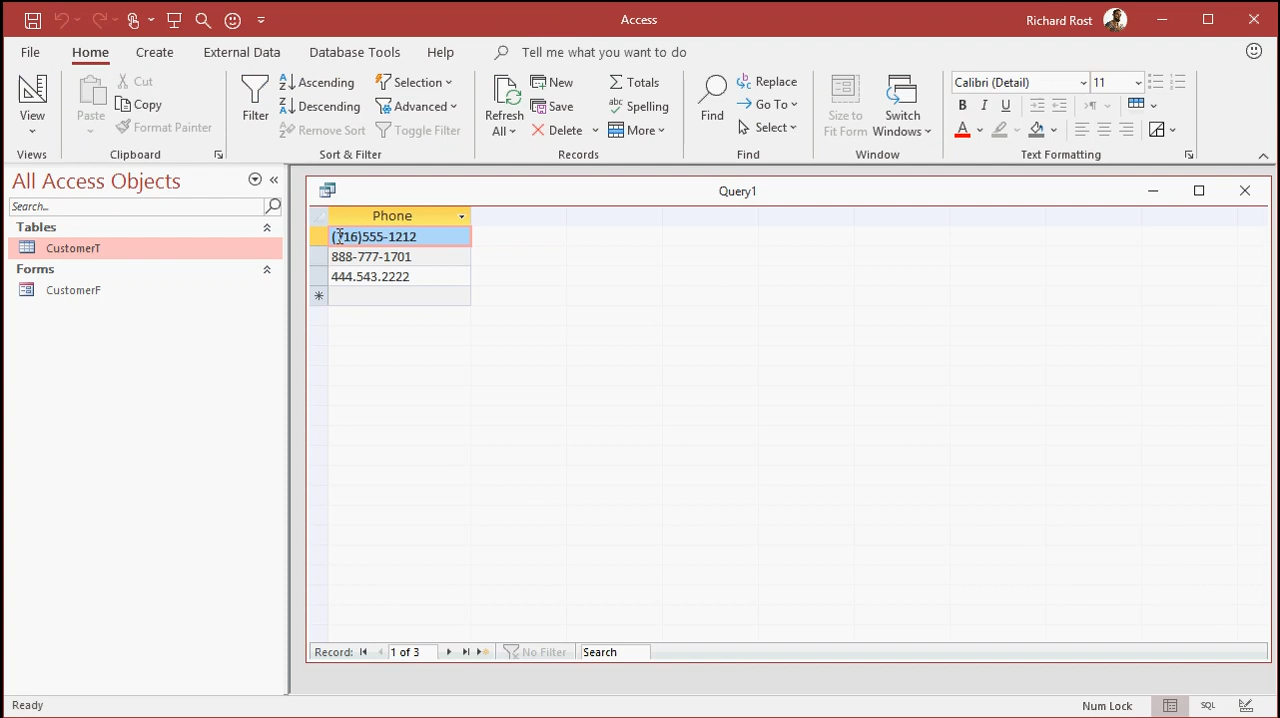 Access
Richard Rost
File Home Create External Data Database Tools Help Tell me what you want to do
View
Views
Paste
Cut
Copy
Format Painter
Clipboard
Filter
Ascending
Descending
Remove Sort
Selection
Advanced
Toggle Filter
Sort & Filter
Refresh
All
New
Save
Delete
Totals
Spelling
More
Records
Find
Replace
Go To
Select
Find
Size to
Fit Form
Switch
Windows
Window
Calibri (Detail) 11
B I U
A
Text Formatting
All Access Objects
Search...
Tables
CustomerT
Forms
CustomerF
Query1
Phone
(716)555-1212
888-777-1701
444.543.2222
Record: 1 of 3 No Filter Search
Ready
Num Lock
SQL